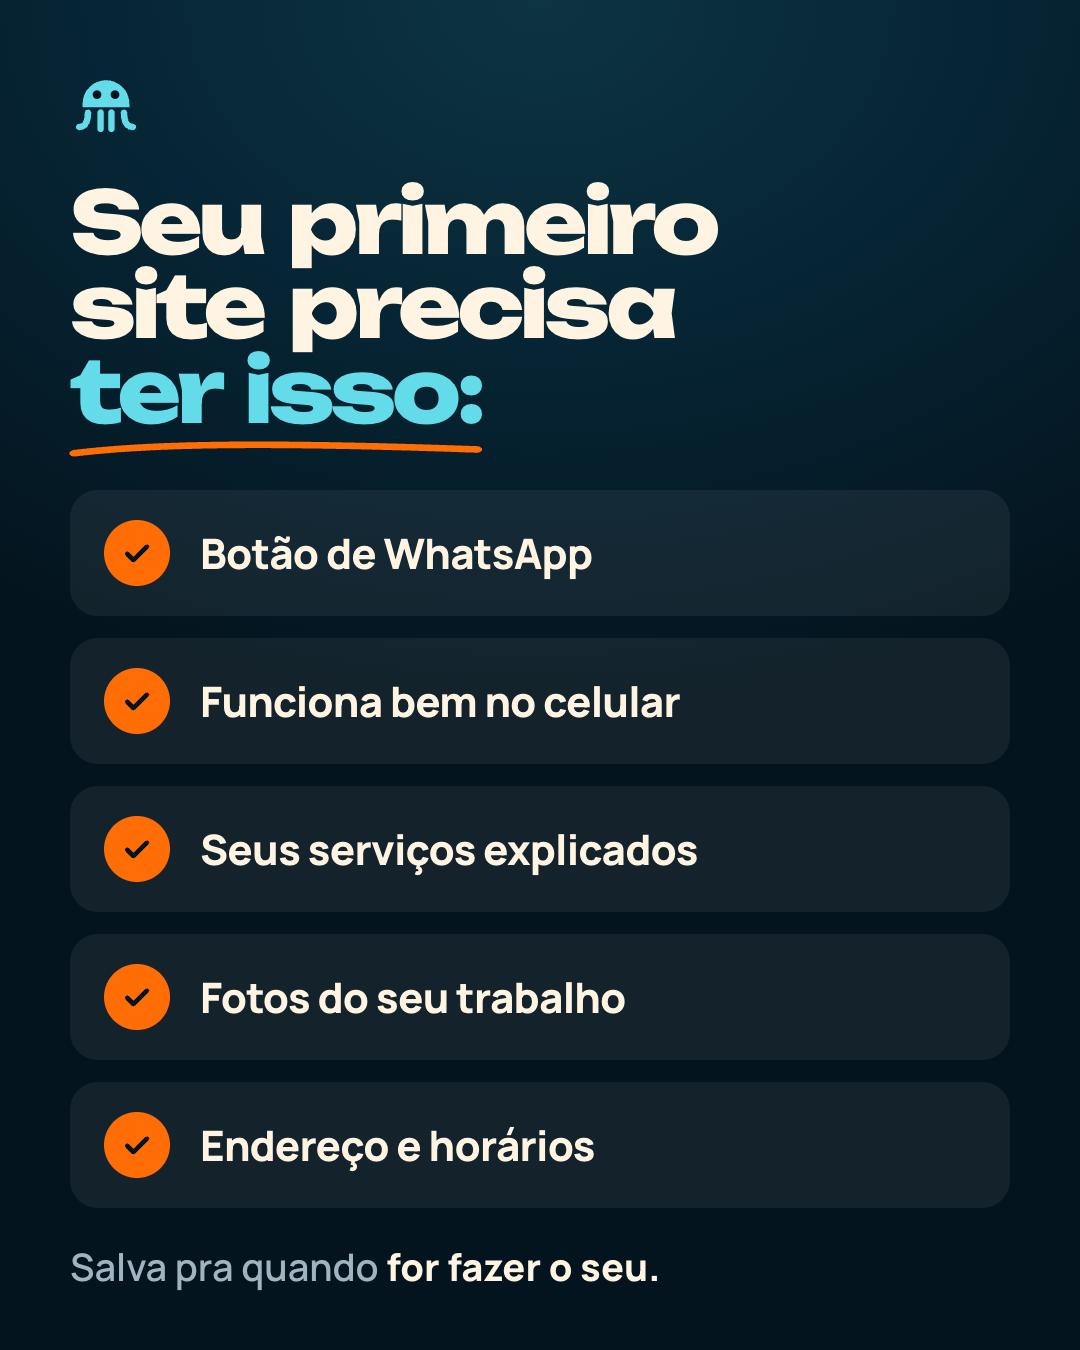 Seu primeiro
site precisa
ter isso:
Botão de WhatsApp
Funciona bem no celular
Seus serviços explicados
Fotos do seu trabalho
Endereço e horários
Salva pra quando for fazer o seu.